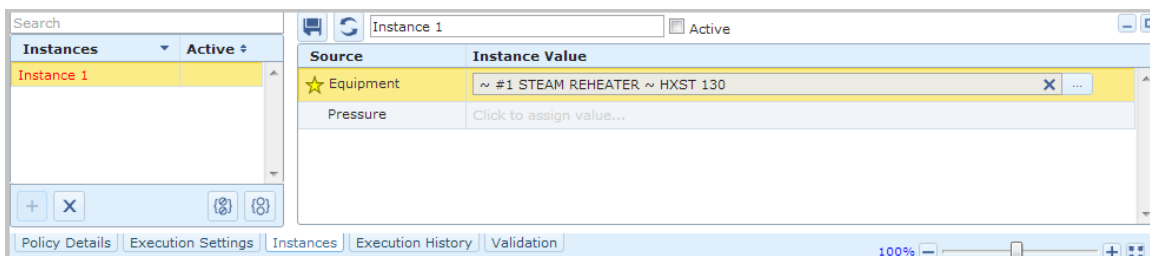 Search
Instances Active
Instance 1
Instance 1 Active
Source Instance Value
Equipment ~ #1 STEAM REHEATER ~ HXST 130 ...
Pressure Click to assign value...
Policy Details Execution Settings Instances Execution History Validation
100%